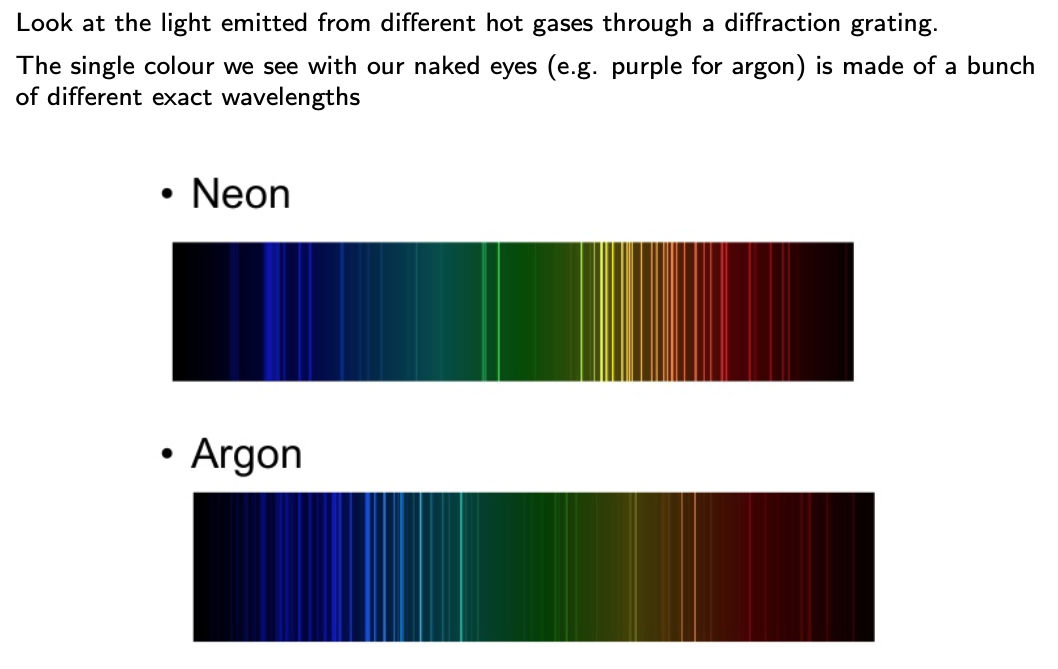 Look at the light emitted from different hot gases through a diffraction grating.
The single colour we see with our naked eyes (e.g. purple for argon) is made of a bunch
of different exact wavelengths
• Neon
• Argon